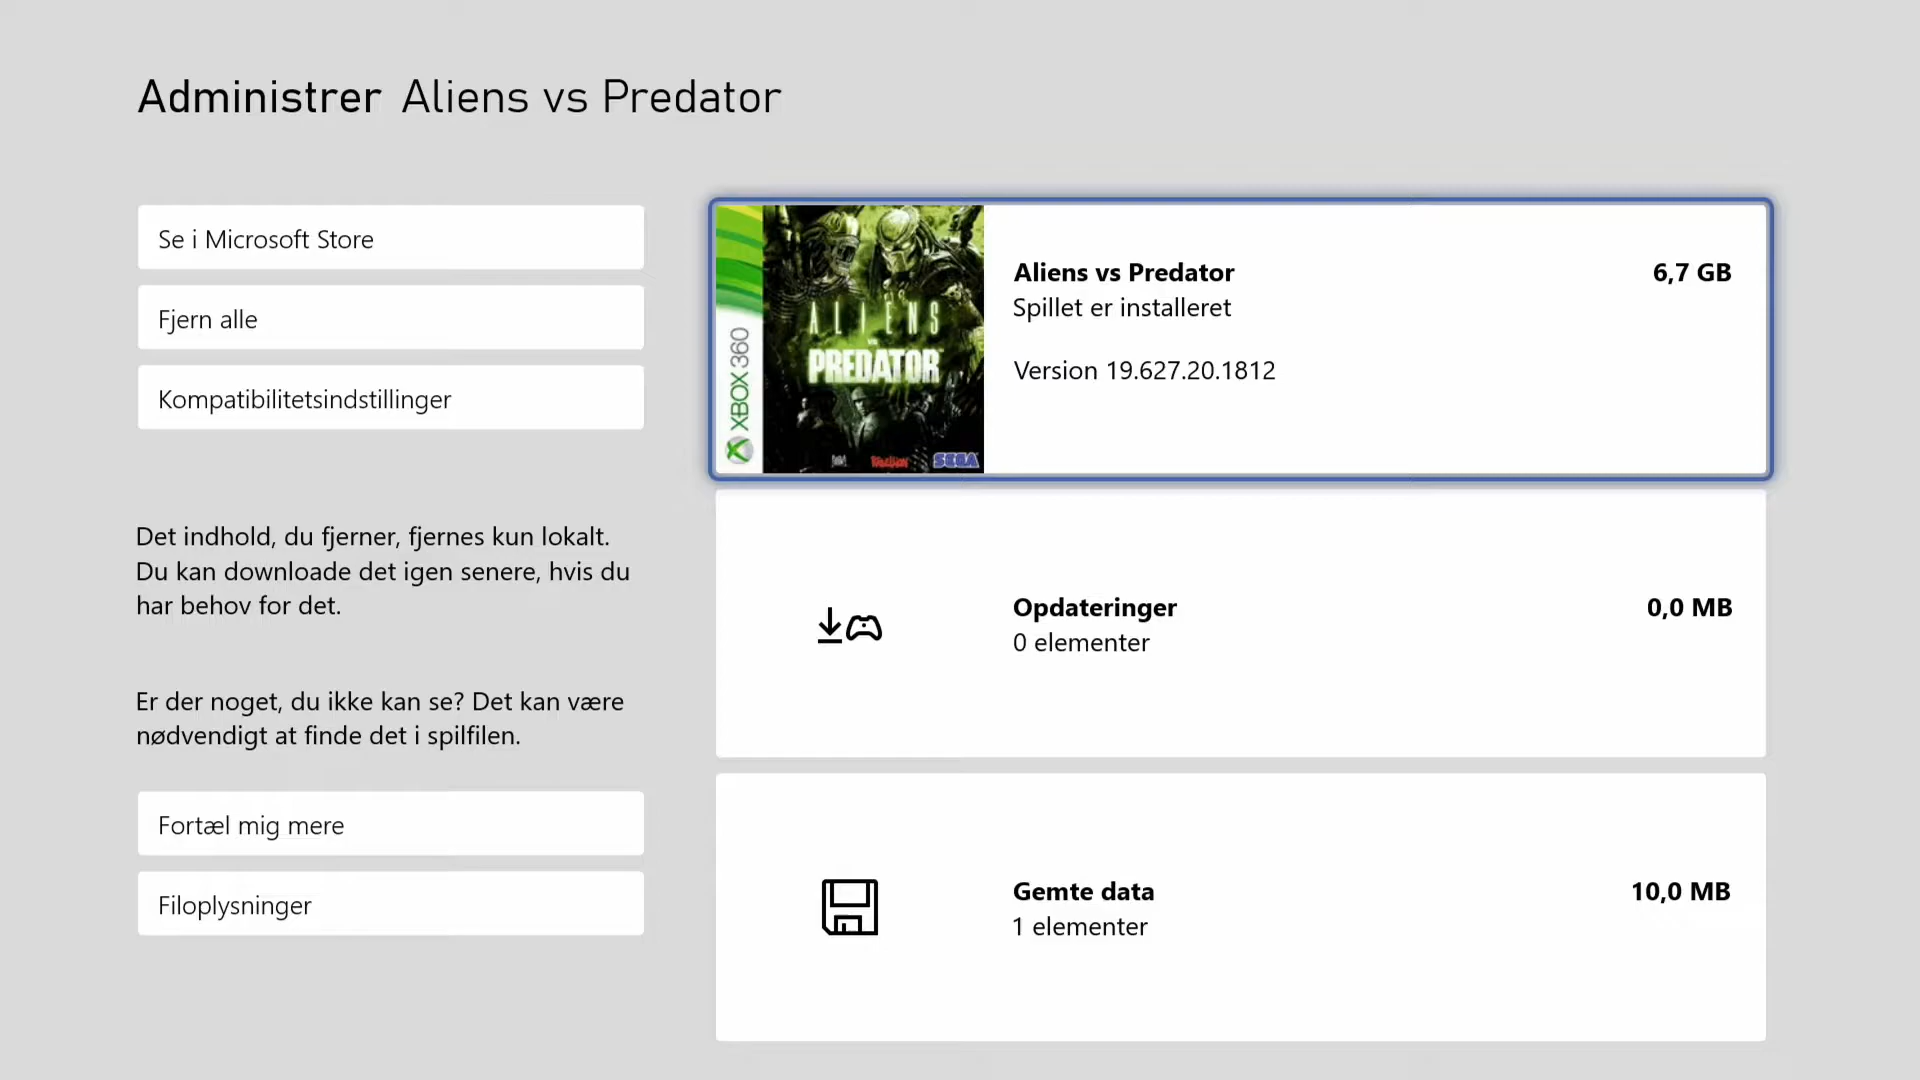 Administrer Aliens vs Predator
Se i Microsoft Store
Fjern alle
Kompatibilitetsindstillinger
Det indhold, du fjerner, fjernes kun lokalt.
Du kan downloade det igen senere, hvis du
har behov for det.
Er der noget, du ikke kan se? Det kan være
nødvendigt at finde det i spilfilen.
Fortæl mig mere
Filoplysninger
XBOX 360
ALIENS
VS
PREDATOR
Rebellion
SEGA
Aliens vs Predator
6,7 GB
Spillet er installeret
Version 19.627.20.1812
Opdateringer
0,0 MB
0 elementer
Gemte data
10,0 MB
1 elementer